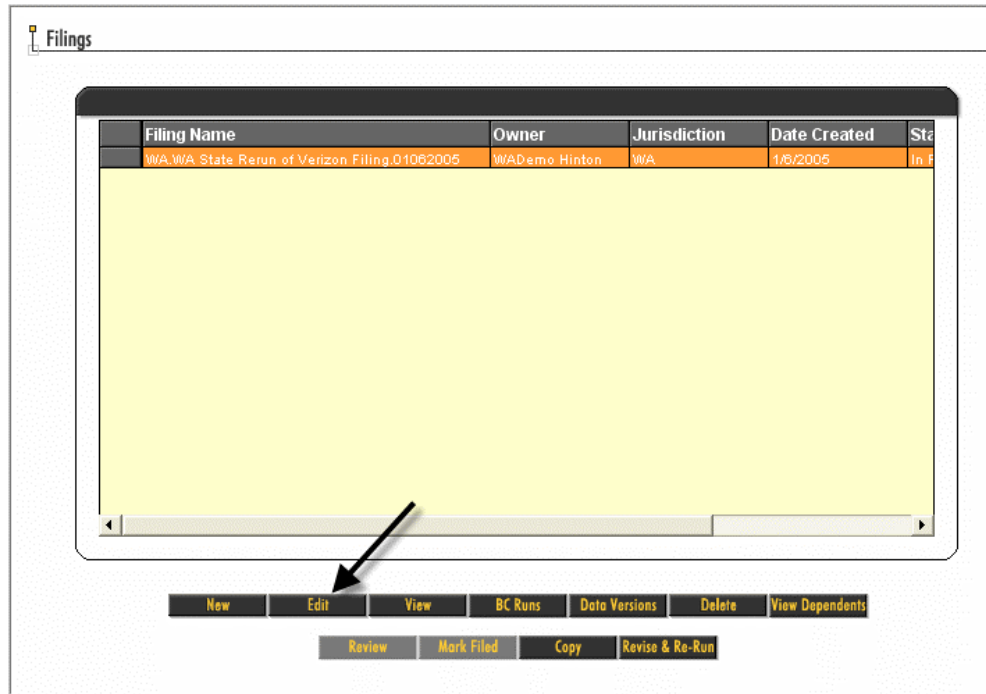 Filings
Filing Name Owner Jurisdiction Date Created Sta
WA.WA State Rerun of Verizon Filing.01062005 WADemo Hinton WA 1/6/2005 In F
New Edit View BC Runs Data Versions Delete View Dependents
Review Mark Filed Copy Revise & Re-Run